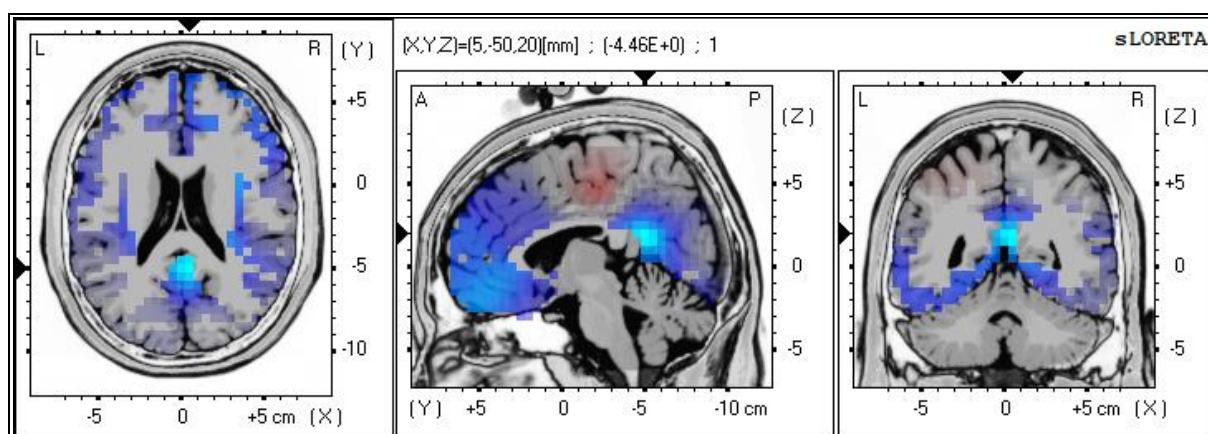 (X,Y,Z)=(5,-50,20)[mm] ; (-4.46E+0) ; 1
sLORETA
L R (Y)
+5
0
-5
-10
-5 0 +5 cm (X)
A P (Z)
+5
0
-5
(Y) +5 0 -5 -10 cm
L R (Z)
+5
0
-5
-5 0 +5 cm (X)